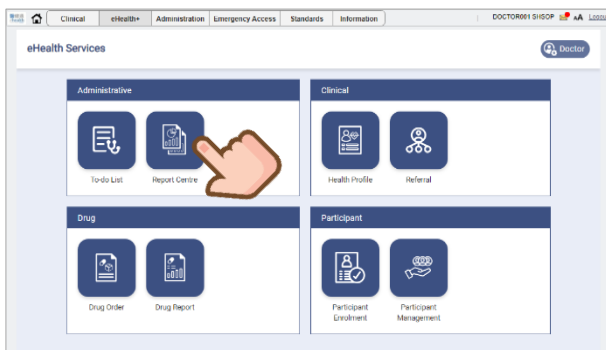 Clinical eHealth+ Administration Emergency Access Standards Information DOCTOR001 SHSOP AA
eHealth Services
Doctor
Administrative
Clinical
To-do List Report Centre
Health Profile Referral
Drug
Participant
Drug Order Drug Report
Participant Enrolment
Participant Management